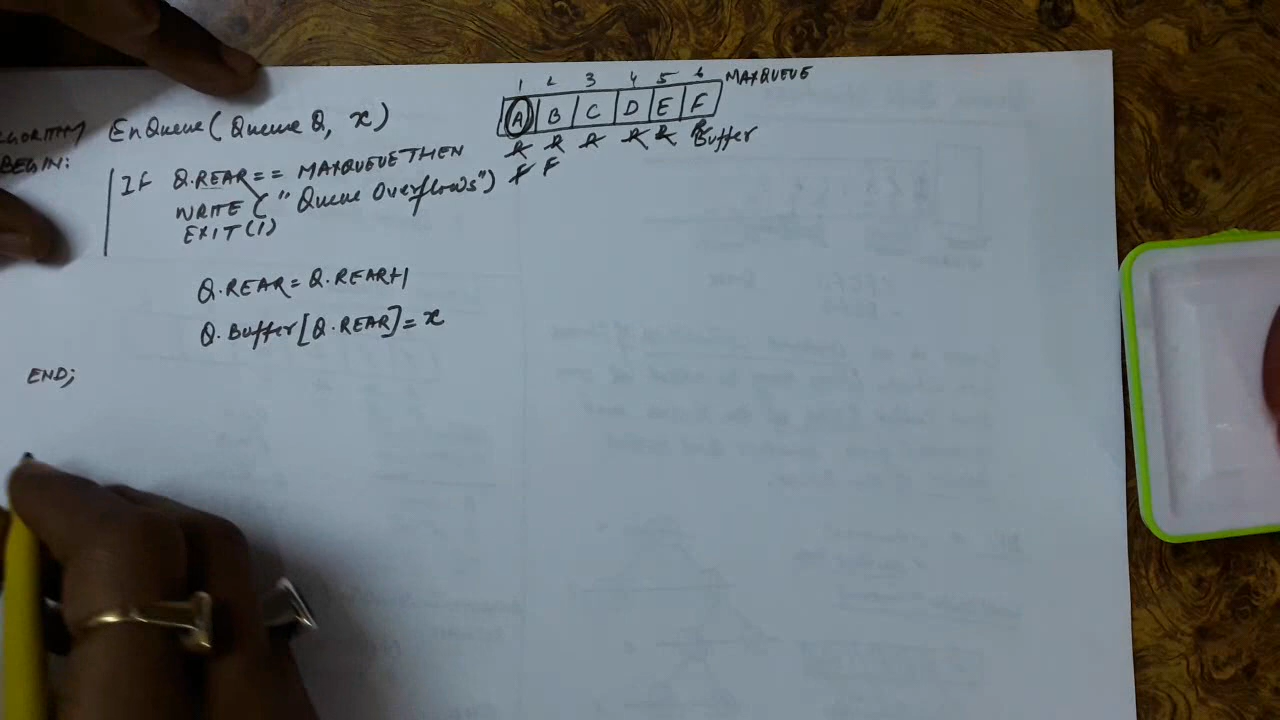 ALGORITHM EnQueue(Queue Q, x)
BEGIN:
IF Q.REAR == MAXQUEUE THEN
WRITE ("Queue Overflows")
EXIT(1)
Q.REAR = Q.REAR+1
Q.Buffer[Q.REAR] = x
END;
1 2 3 4 5 6 MAXQUEUE
A B C D E F
R R R R R R Buffer
F F